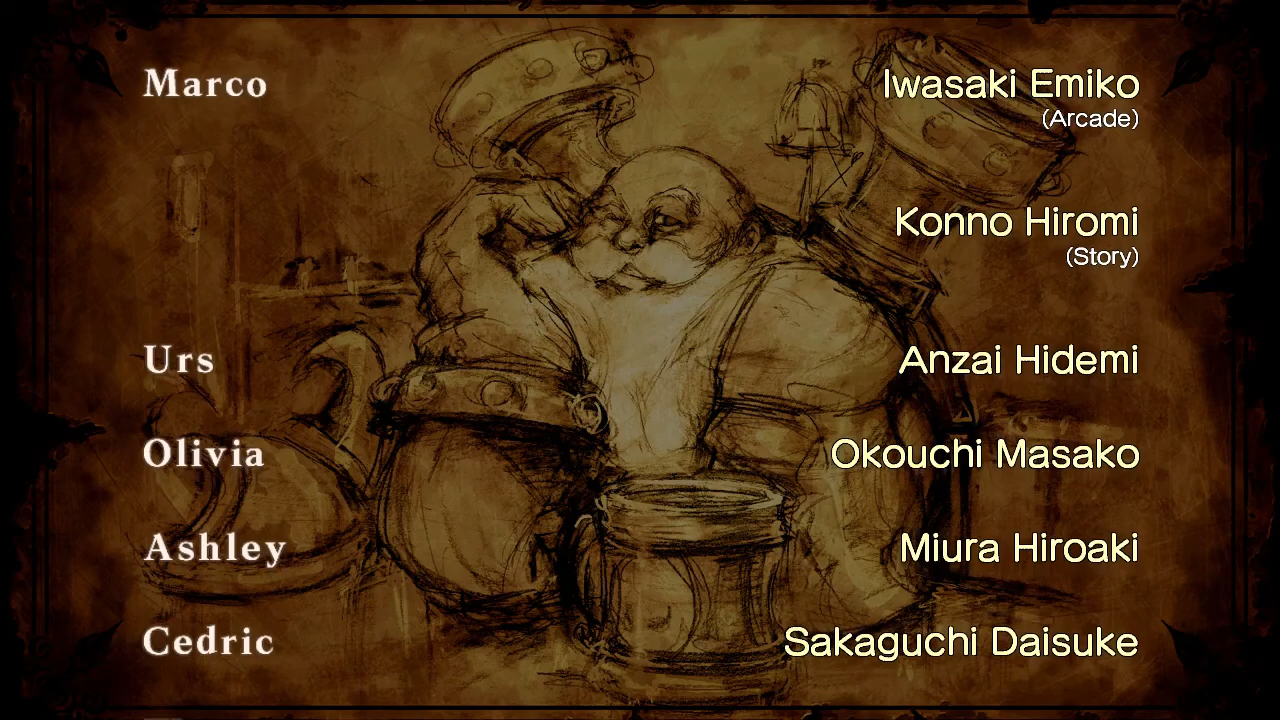 Marco Iwasaki Emiko
(Arcade)
Konno Hiromi
(Story)
Urs Anzai Hidemi
Olivia Okouchi Masako
Ashley Miura Hiroaki
Cedric Sakaguchi Daisuke